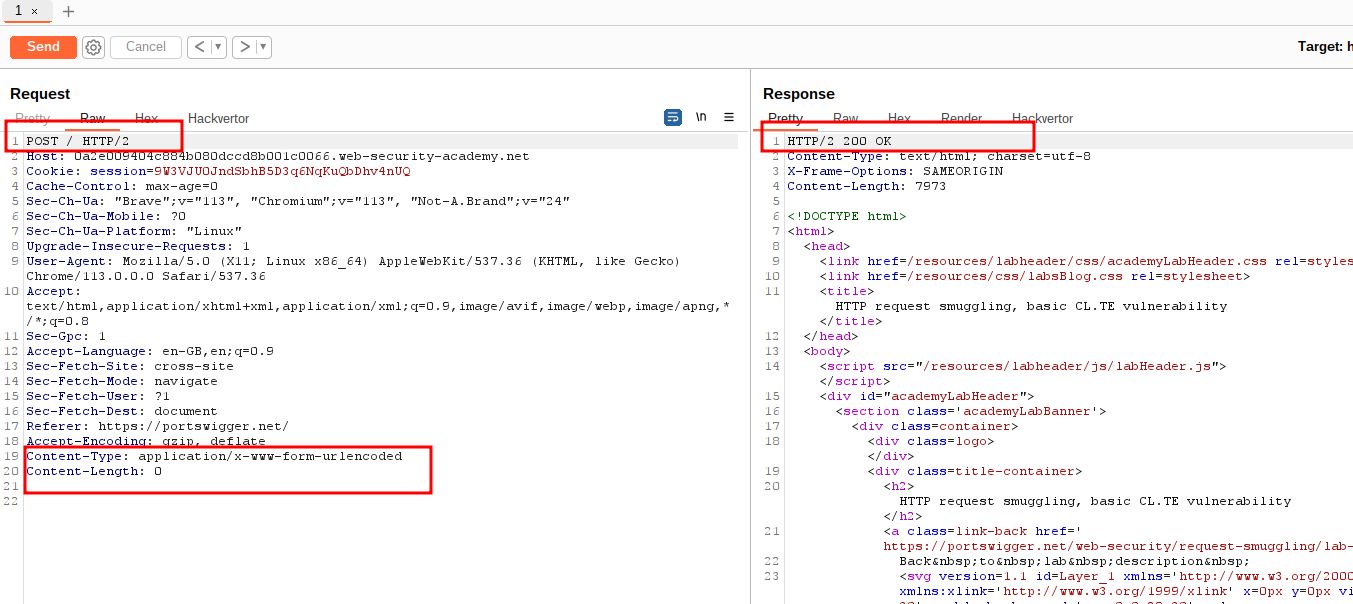 1 × +
Send Cancel < ▼ > ▼ Target: h
Request
Pretty Raw Hex Hackvertor \n ≡
1 POST / HTTP/2
2 Host: 0a2e009404c884b080dccd8b001c0066.web-security-academy.net
3 Cookie: session=9W3VJU0JndSbhB5D3q6NqKuQbDhv4nUQ
4 Cache-Control: max-age=0
5 Sec-Ch-Ua: "Brave";v="113", "Chromium";v="113", "Not-A.Brand";v="24"
6 Sec-Ch-Ua-Mobile: ?0
7 Sec-Ch-Ua-Platform: "Linux"
8 Upgrade-Insecure-Requests: 1
9 User-Agent: Mozilla/5.0 (X11; Linux x86_64) AppleWebKit/537.36 (KHTML, like Gecko)
Chrome/113.0.0.0 Safari/537.36
10 Accept:
text/html,application/xhtml+xml,application/xml;q=0.9,image/avif,image/webp,image/apng,*
/*;q=0.8
11 Sec-Gpc: 1
12 Accept-Language: en-GB,en;q=0.9
13 Sec-Fetch-Site: cross-site
14 Sec-Fetch-Mode: navigate
15 Sec-Fetch-User: ?1
16 Sec-Fetch-Dest: document
17 Referer: https://portswigger.net/
18 Accept-Encoding: gzip, deflate
19 Content-Type: application/x-www-form-urlencoded
20 Content-Length: 0
21
22
Response
Pretty Raw Hex Render Hackvertor
1 HTTP/2 200 OK
2 Content-Type: text/html; charset=utf-8
3 X-Frame-Options: SAMEORIGIN
4 Content-Length: 7973
5
6 <!DOCTYPE html>
7 <html>
8 <head>
9 <link href=/resources/labheader/css/academyLabHeader.css rel=styles
10 <link href=/resources/css/labsBlog.css rel=stylesheet>
11 <title>
HTTP request smuggling, basic CL.TE vulnerability
</title>
12 </head>
13 <body>
14 <script src="/resources/labheader/js/labHeader.js">
</script>
15 <div id="academyLabHeader">
16 <section class='academyLabBanner'>
17 <div class=container>
18 <div class=logo>
</div>
19 <div class=title-container>
20 <h2>
HTTP request smuggling, basic CL.TE vulnerability
</h2>
21 <a class=link-back href='
https://portswigger.net/web-security/request-smuggling/lab-
22 Back&nbsp;to&nbsp;lab&nbsp;description&nbsp;
23 <svg version=1.1 id=Layer_1 xmlns='http://www.w3.org/2000
xmlns:xlink='http://www.w3.org/1999/xlink' x=0px y=0px vi